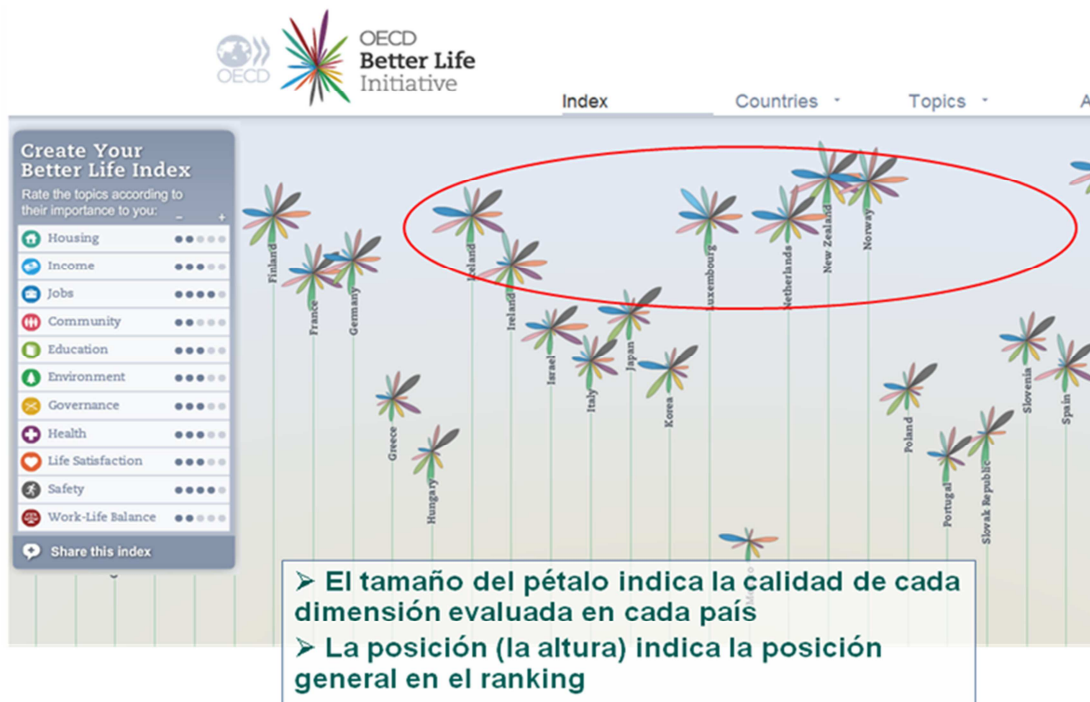 OECD
OECD
Better Life
Initiative
Index
Countries
Topics
A
Create Your
Better Life Index
Rate the topics according to
their importance to you:
- +
Housing
Income
Jobs
Community
Education
Environment
Governance
Health
Life Satisfaction
Safety
Work-Life Balance
Share this index
Finland
France
Germany
Greece
Hungary
Iceland
Ireland
Israel
Italy
Japan
Korea
Luxembourg
Netherlands
New Zealand
Norway
Poland
Portugal
Slovak Republic
Slovenia
Spain
➢ El tamaño del pétalo indica la calidad de cada
dimensión evaluada en cada país
➢ La posición (la altura) indica la posición
general en el ranking